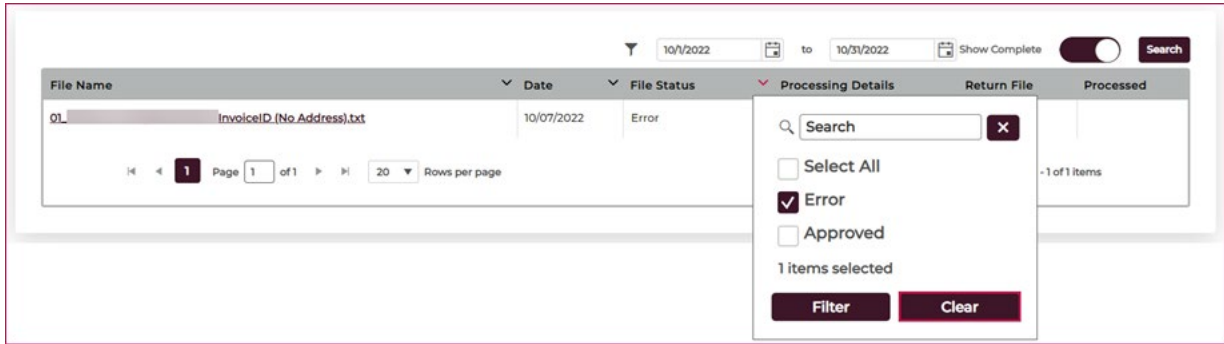 10/1/2022 to 10/31/2022 Show Complete Search
File Name Date File Status Processing Details Return File Processed
01_ InvoiceID (No Address).txt 10/07/2022 Error
1 Page 1 of 1 20 Rows per page - 1 of 1 items
Search
Select All
Error
Approved
1 items selected
Filter Clear